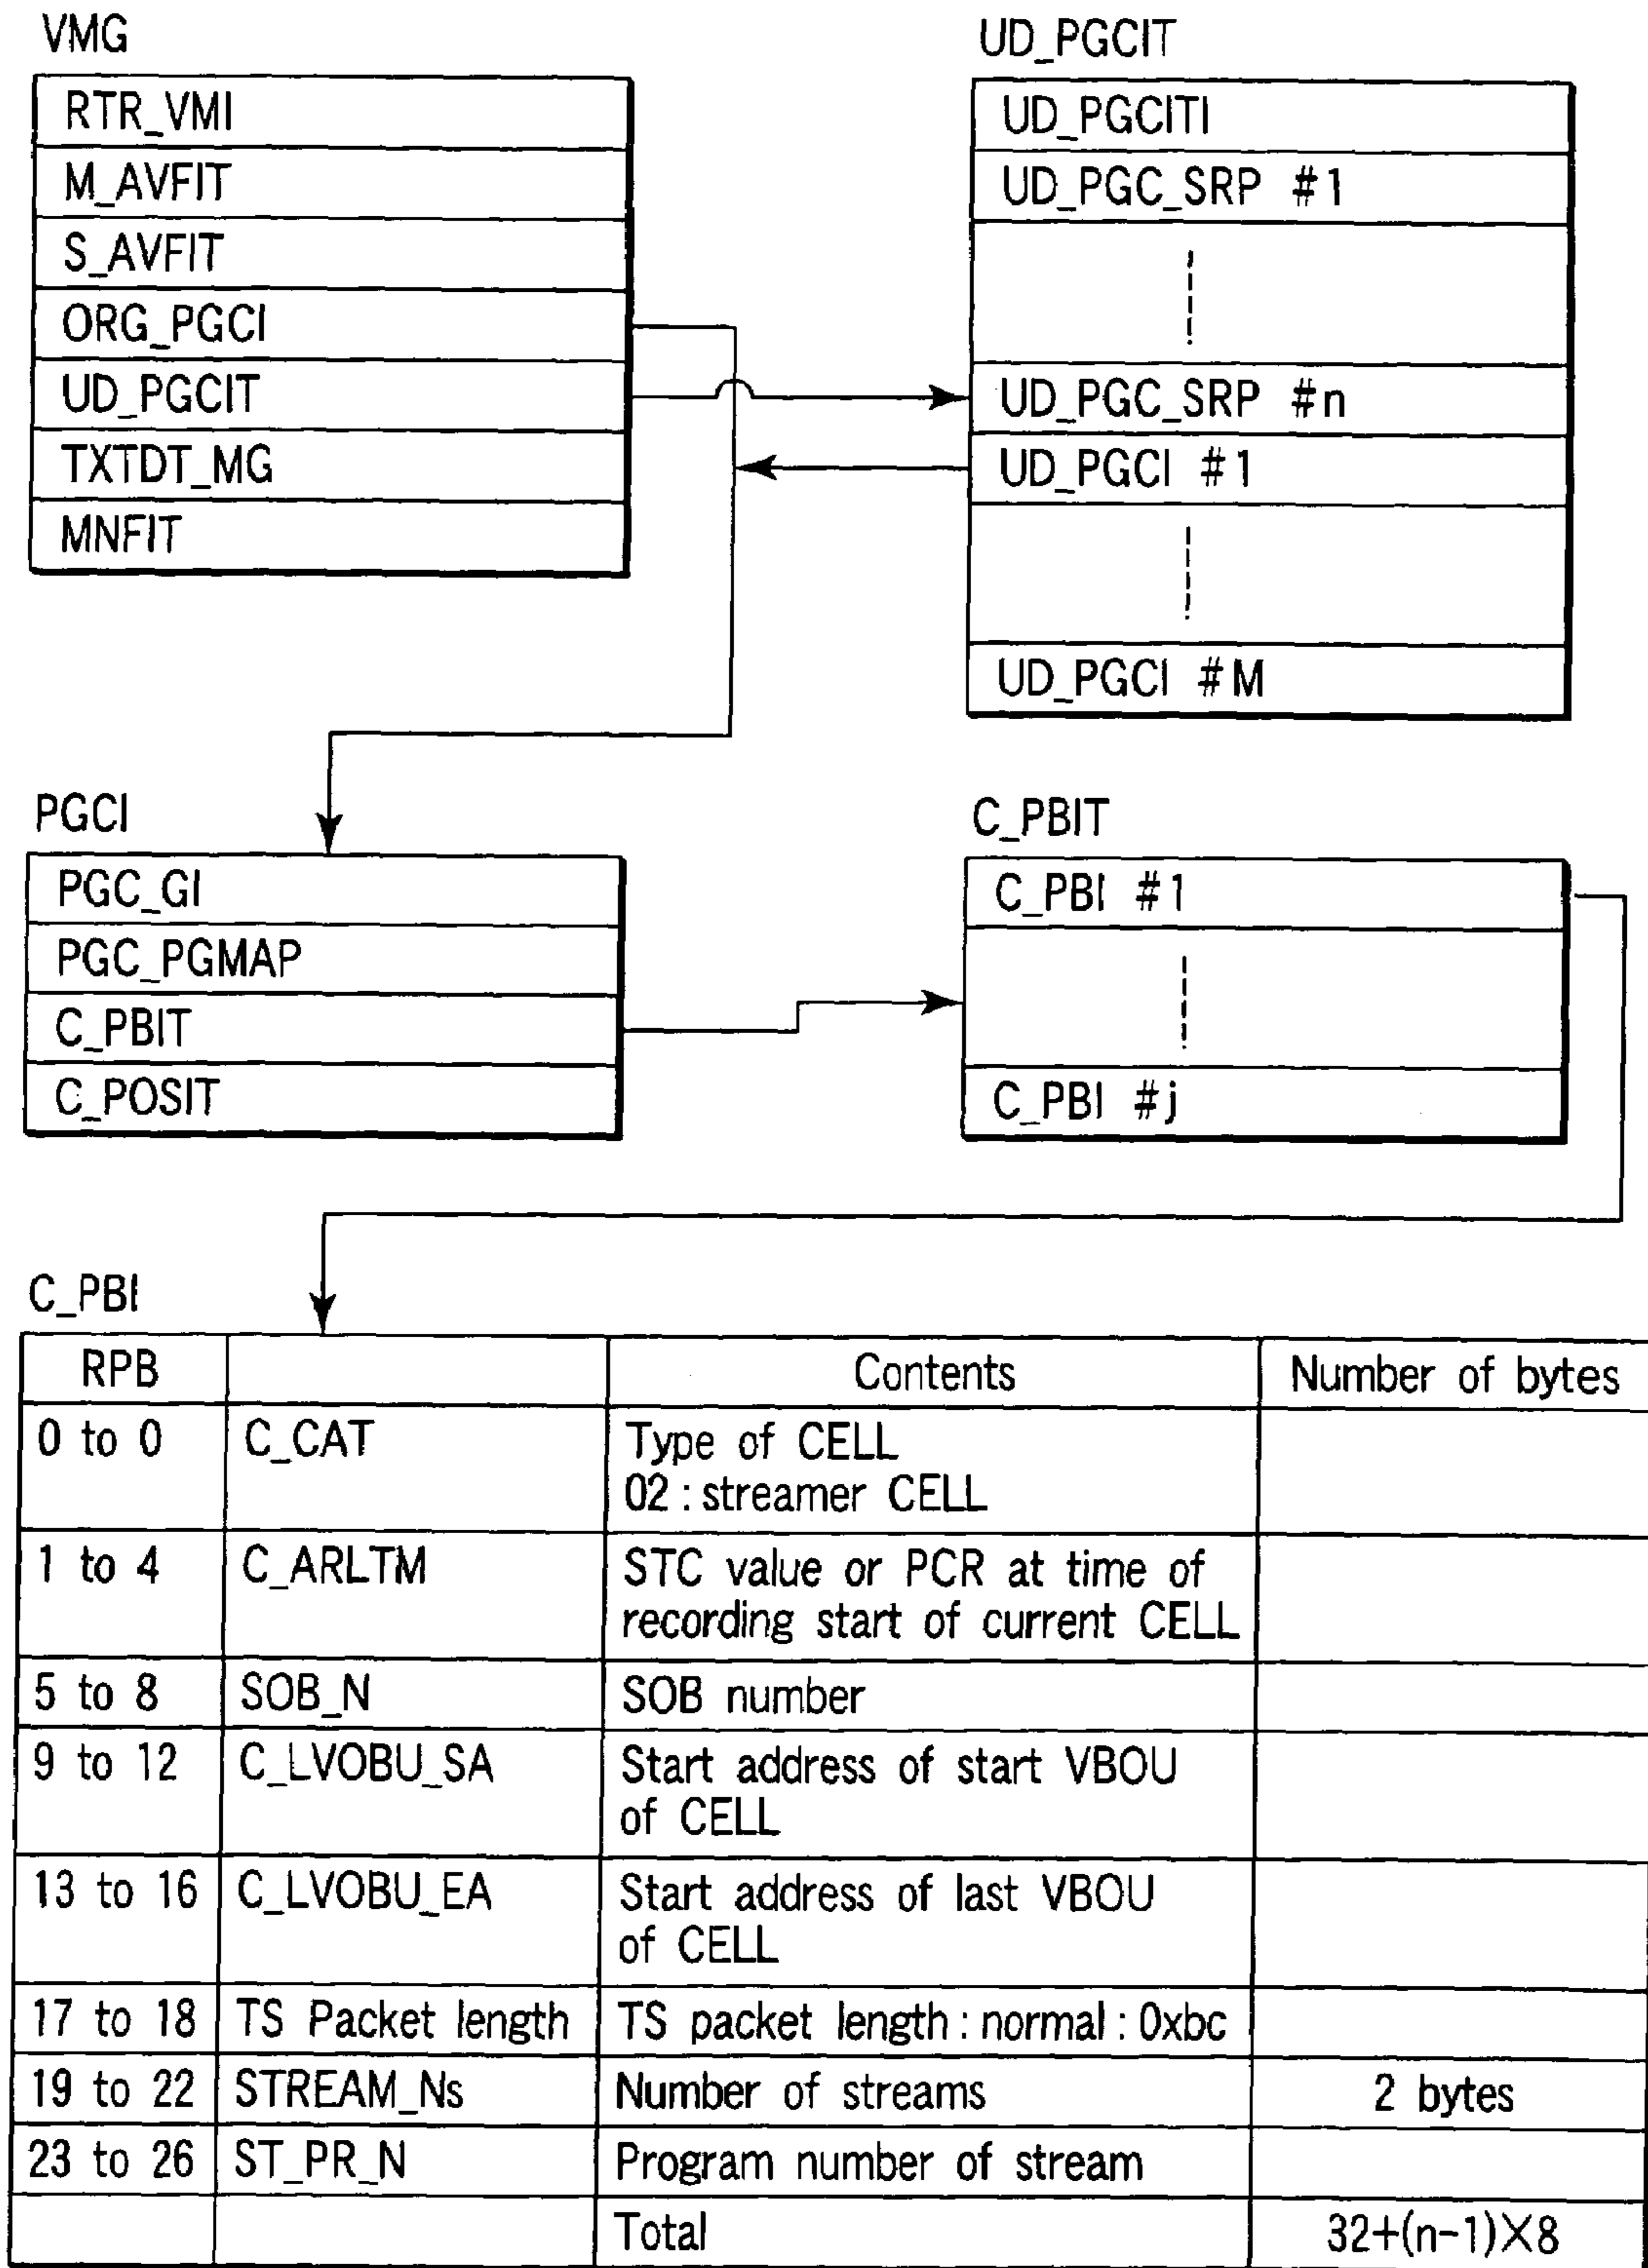 VMG
RTR_VMI
M_AVFIT
S_AVFIT
ORG_PGCI
UD_PGCIT
TXTDT_MG
MNFIT
UD_PGCIT
UD_PGCITI
UD_PGC_SRP #1
UD_PGC_SRP #n
UD_PGCI #1
UD_PGCI #M
PGCI
PGC_GI
PGC_PGMAP
C_PBIT
C_POSIT
C_PBIT
C_PBI #1
C_PBI #j
C_PBI
RPB Contents Number of bytes
0 to 0 C_CAT Type of CELL
02 : streamer CELL
1 to 4 C_ARLTM STC value or PCR at time of
recording start of current CELL
5 to 8 SOB_N SOB number
9 to 12 C_LVOBU_SA Start address of start VBOU
of CELL
13 to 16 C_LVOBU_EA Start address of last VBOU
of CELL
17 to 18 TS Packet length TS packet length : normal : 0xbc
19 to 22 STREAM_Ns Number of streams 2 bytes
23 to 26 ST_PR_N Program number of stream
Total 32+(n-1)×8